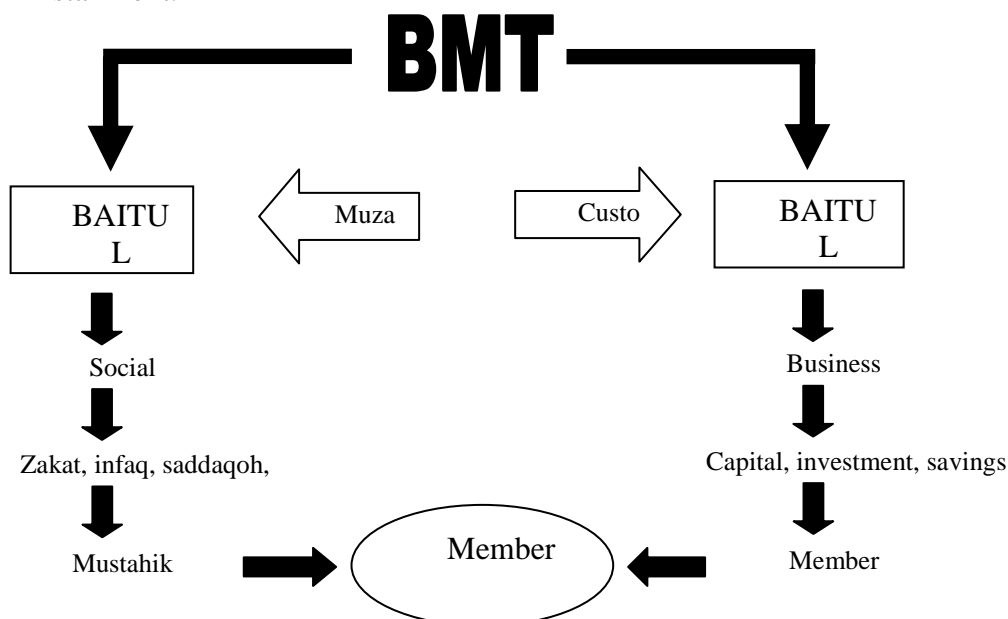 BMT
BAITU
L
Muza
Custo
BAITU
L
Social
Business
Zakat, infaq, saddaqoh,
Capital, investment, savings
Mustahik
Member
Member